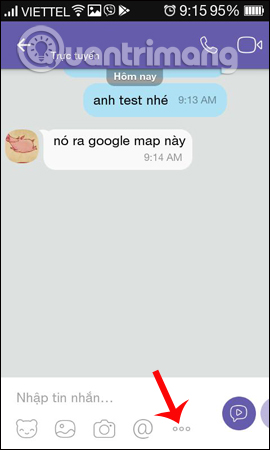 VIETTEL 9:15 95%
Quantrimang
Trực tuyến
Hôm nay
anh test nhé 9:13 AM
nó ra google map này
9:14 AM
Nhập tin nhắn...